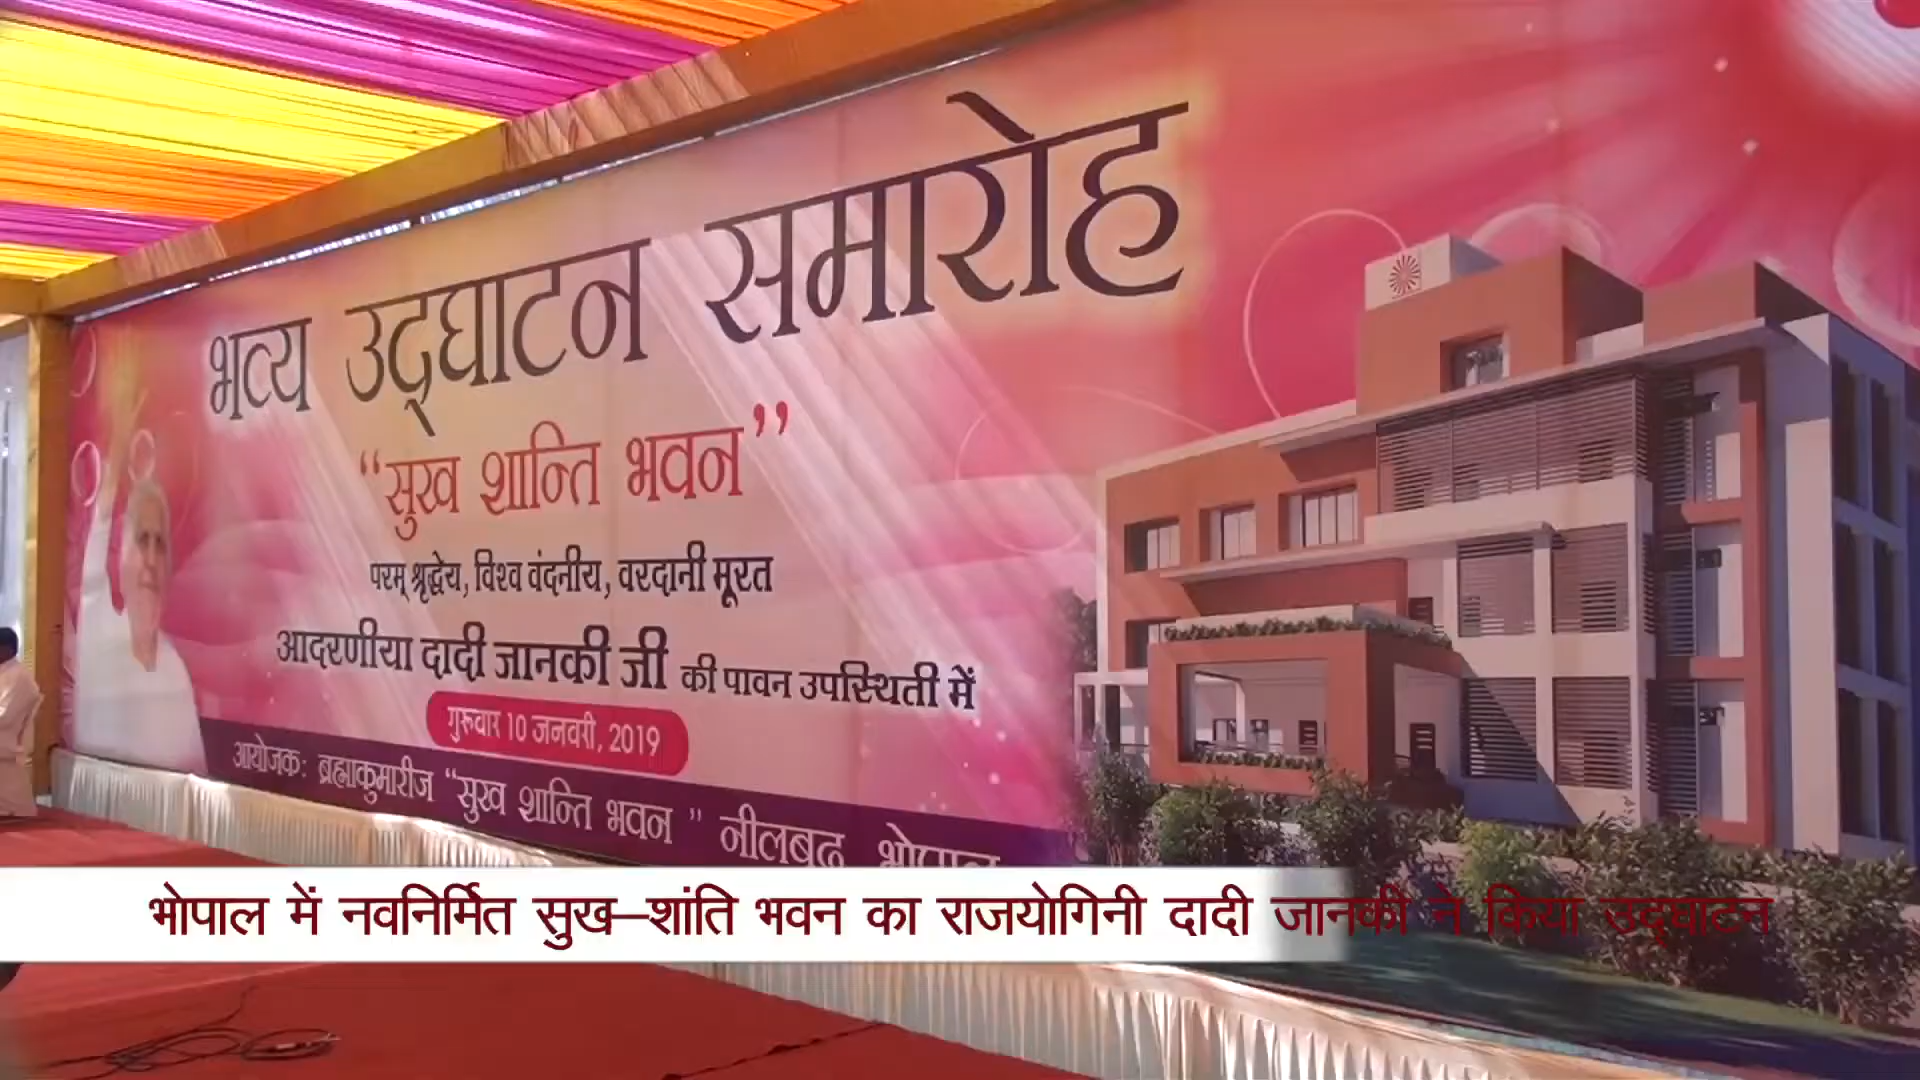 भव्य उद्घाटन समारोह
“सुख शान्ति भवन”
परम् श्रृद्धेय, विश्व वंदनीय, वरदानी मूरत
आदरणीया दादी जानकी जी की पावन उपस्थिती में
गुरूवार 10 जनवरी, 2019
आयोजक: ब्रह्माकुमारीज “सुख शान्ति भवन ” नीलबड़ भोपाल
भोपाल में नवनिर्मित सुख–शांति भवन का राजयोगिनी दादी जानकी ने किया उद्घाटन